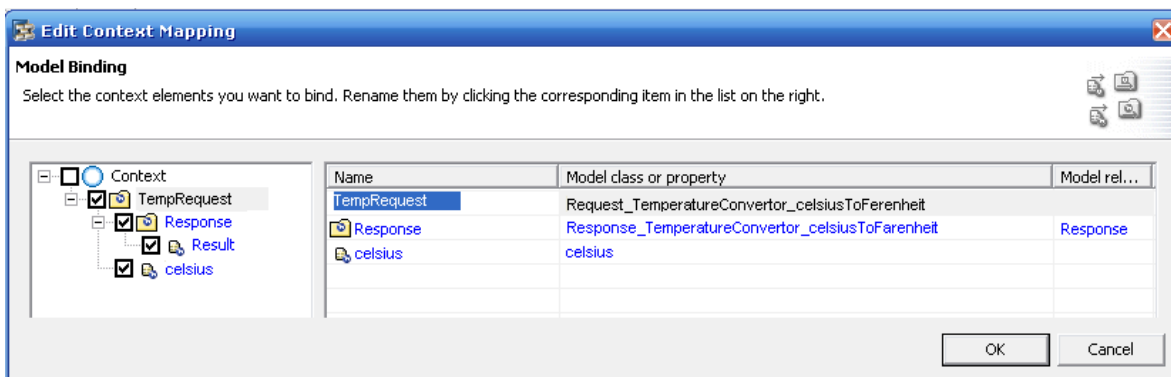 Edit Context Mapping
Model Binding
Select the context elements you want to bind. Rename them by clicking the corresponding item in the list on the right.
Context
TempRequest
Response
Result
celsius
Name Model class or property Model rel...
TempRequest Request_TemperatureConvertor_celsiusToFerenheit
Response Response_TemperatureConvertor_celsiusToFarenheit Response
celsius celsius
OK Cancel